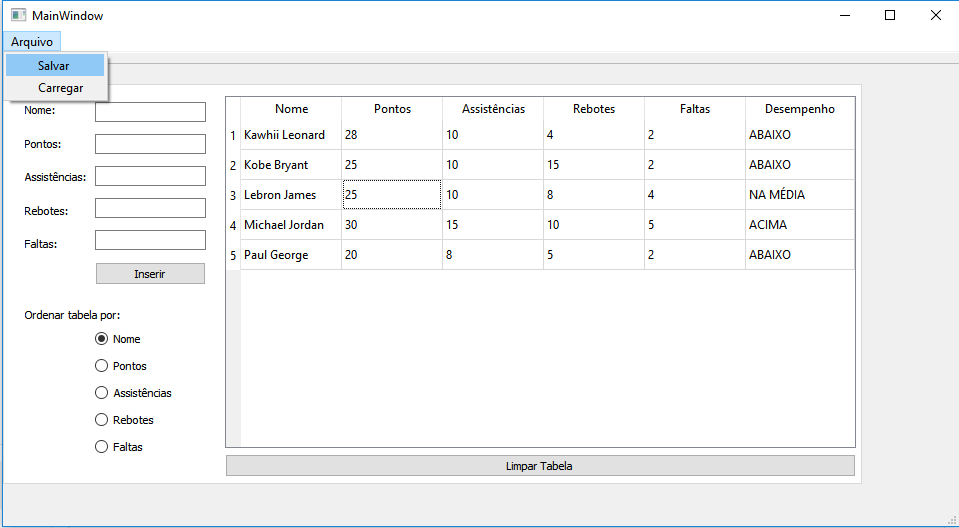 MainWindow
Arquivo
Salvar
Carregar
Nome:
Pontos:
Assistências:
Rebotes:
Faltas:
Inserir
Ordenar tabela por:
Nome
Pontos
Assistências
Rebotes
Faltas
Nome Pontos Assistências Rebotes Faltas Desempenho
1 Kawhii Leonard 28 10 4 2 ABAIXO
2 Kobe Bryant 25 10 15 2 ABAIXO
3 Lebron James 25 10 8 4 NA MÉDIA
4 Michael Jordan 30 15 10 5 ACIMA
5 Paul George 20 8 5 2 ABAIXO
Limpar Tabela